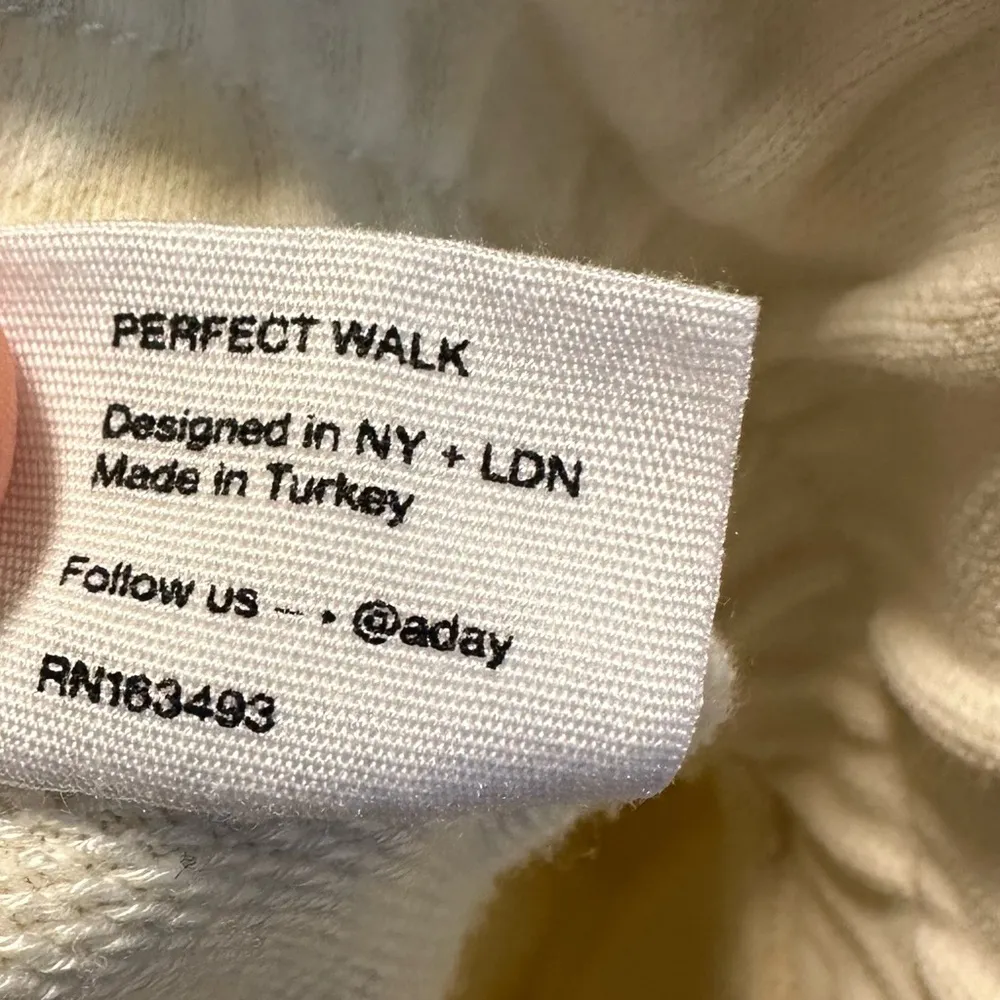 PERFECT WALK
Designed in NY + LDN
Made in Turkey
Follow us — • @aday
RN163493